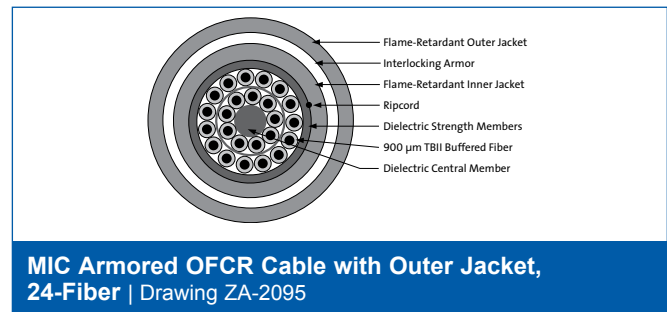 Flame-Retardant Outer Jacket
Interlocking Armor
Flame-Retardant Inner Jacket
Ripcord
Dielectric Strength Members
900 µm TBII Buffered Fiber
Dielectric Central Member
MIC Armored OFCR Cable with Outer Jacket,
24-Fiber | Drawing ZA-2095